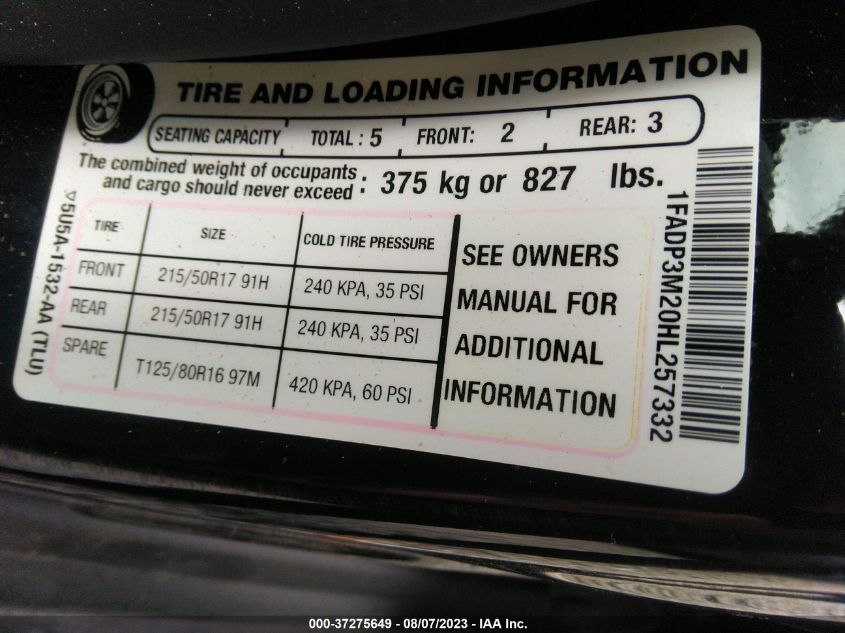 TIRE AND LOADING INFORMATION
SEATING CAPACITY TOTAL : 5 FRONT: 2 REAR: 3
The combined weight of occupants
and cargo should never exceed : 375 kg or 827 lbs.
TIRE SIZE COLD TIRE PRESSURE
FRONT 215/50R17 91H 240 KPA, 35 PSI
REAR 215/50R17 91H 240 KPA, 35 PSI
SPARE T125/80R16 97M 420 KPA, 60 PSI
SEE OWNERS
MANUAL FOR
ADDITIONAL
INFORMATION
5U5A-1532-AA (TLU)
1FADP3M20HL257332
000-37275649 - 08/07/2023 - IAA Inc.